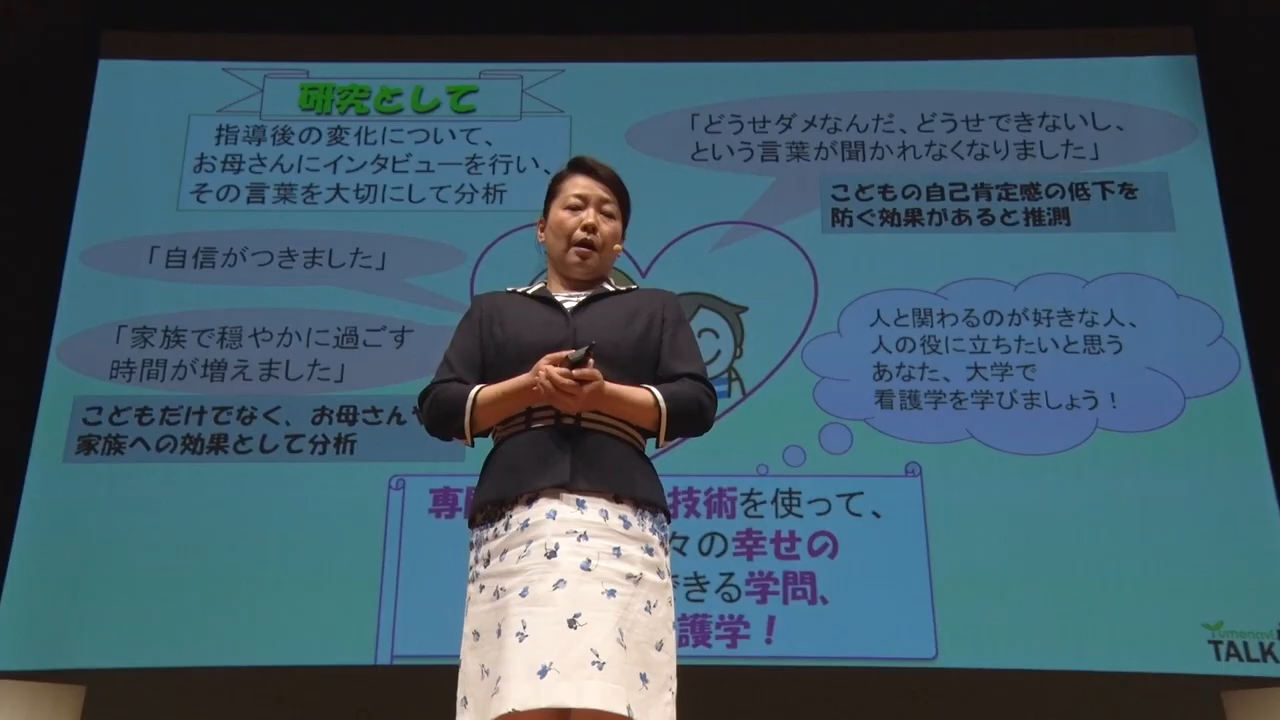 研究として
指導後の変化について、
お母さんにインタビューを行い、
その言葉を大切にして分析
「どうせダメなんだ、どうせできないし、
という言葉が聞かれなくなりました」
こどもの自己肯定感の低下を
防ぐ効果があると推測
「自信がつきました」
「家族で穏やかに過ごす
時間が増えました」
こどもだけでなく、お母さん
家族への効果として分析
人と関わるのが好きな人、
人の役に立ちたいと思う
あなた、大学で
看護学を学びましょう！
専 技術を使って、
々の幸せの
きる学問、
護学！
yumenavi
TALK